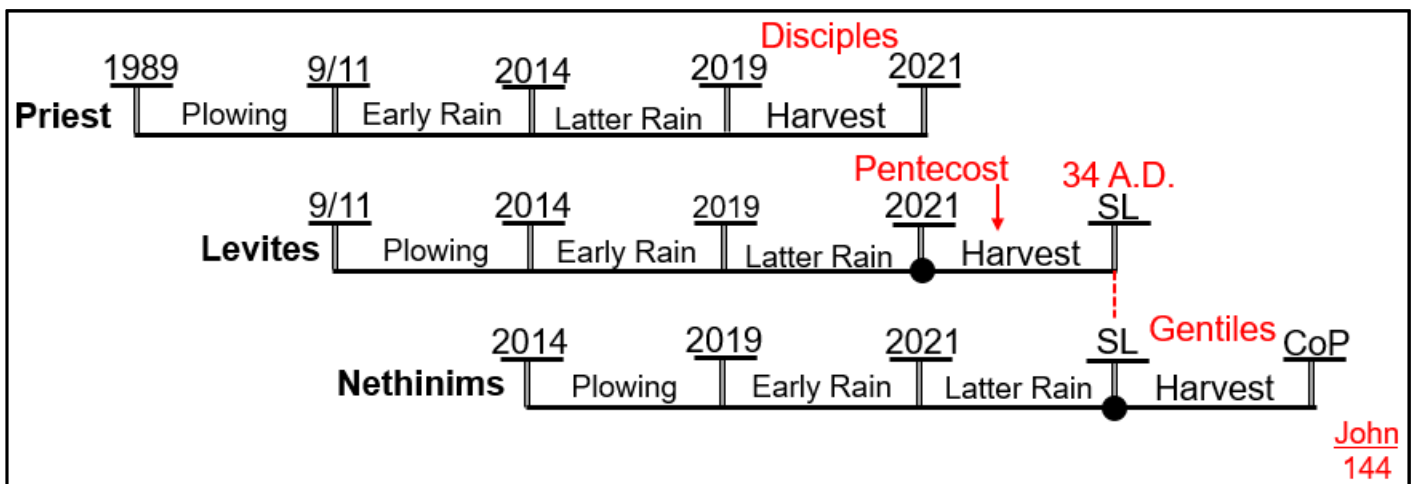 Disciples
1989 9/11 2014 2019 2021
Priest Plowing Early Rain Latter Rain Harvest
Pentecost 34 A.D.
9/11 2014 2019 2021 SL
Levites Plowing Early Rain Latter Rain Harvest
2014 2019 2021 SL Gentiles CoP
Nethinims Plowing Early Rain Latter Rain Harvest
John
144